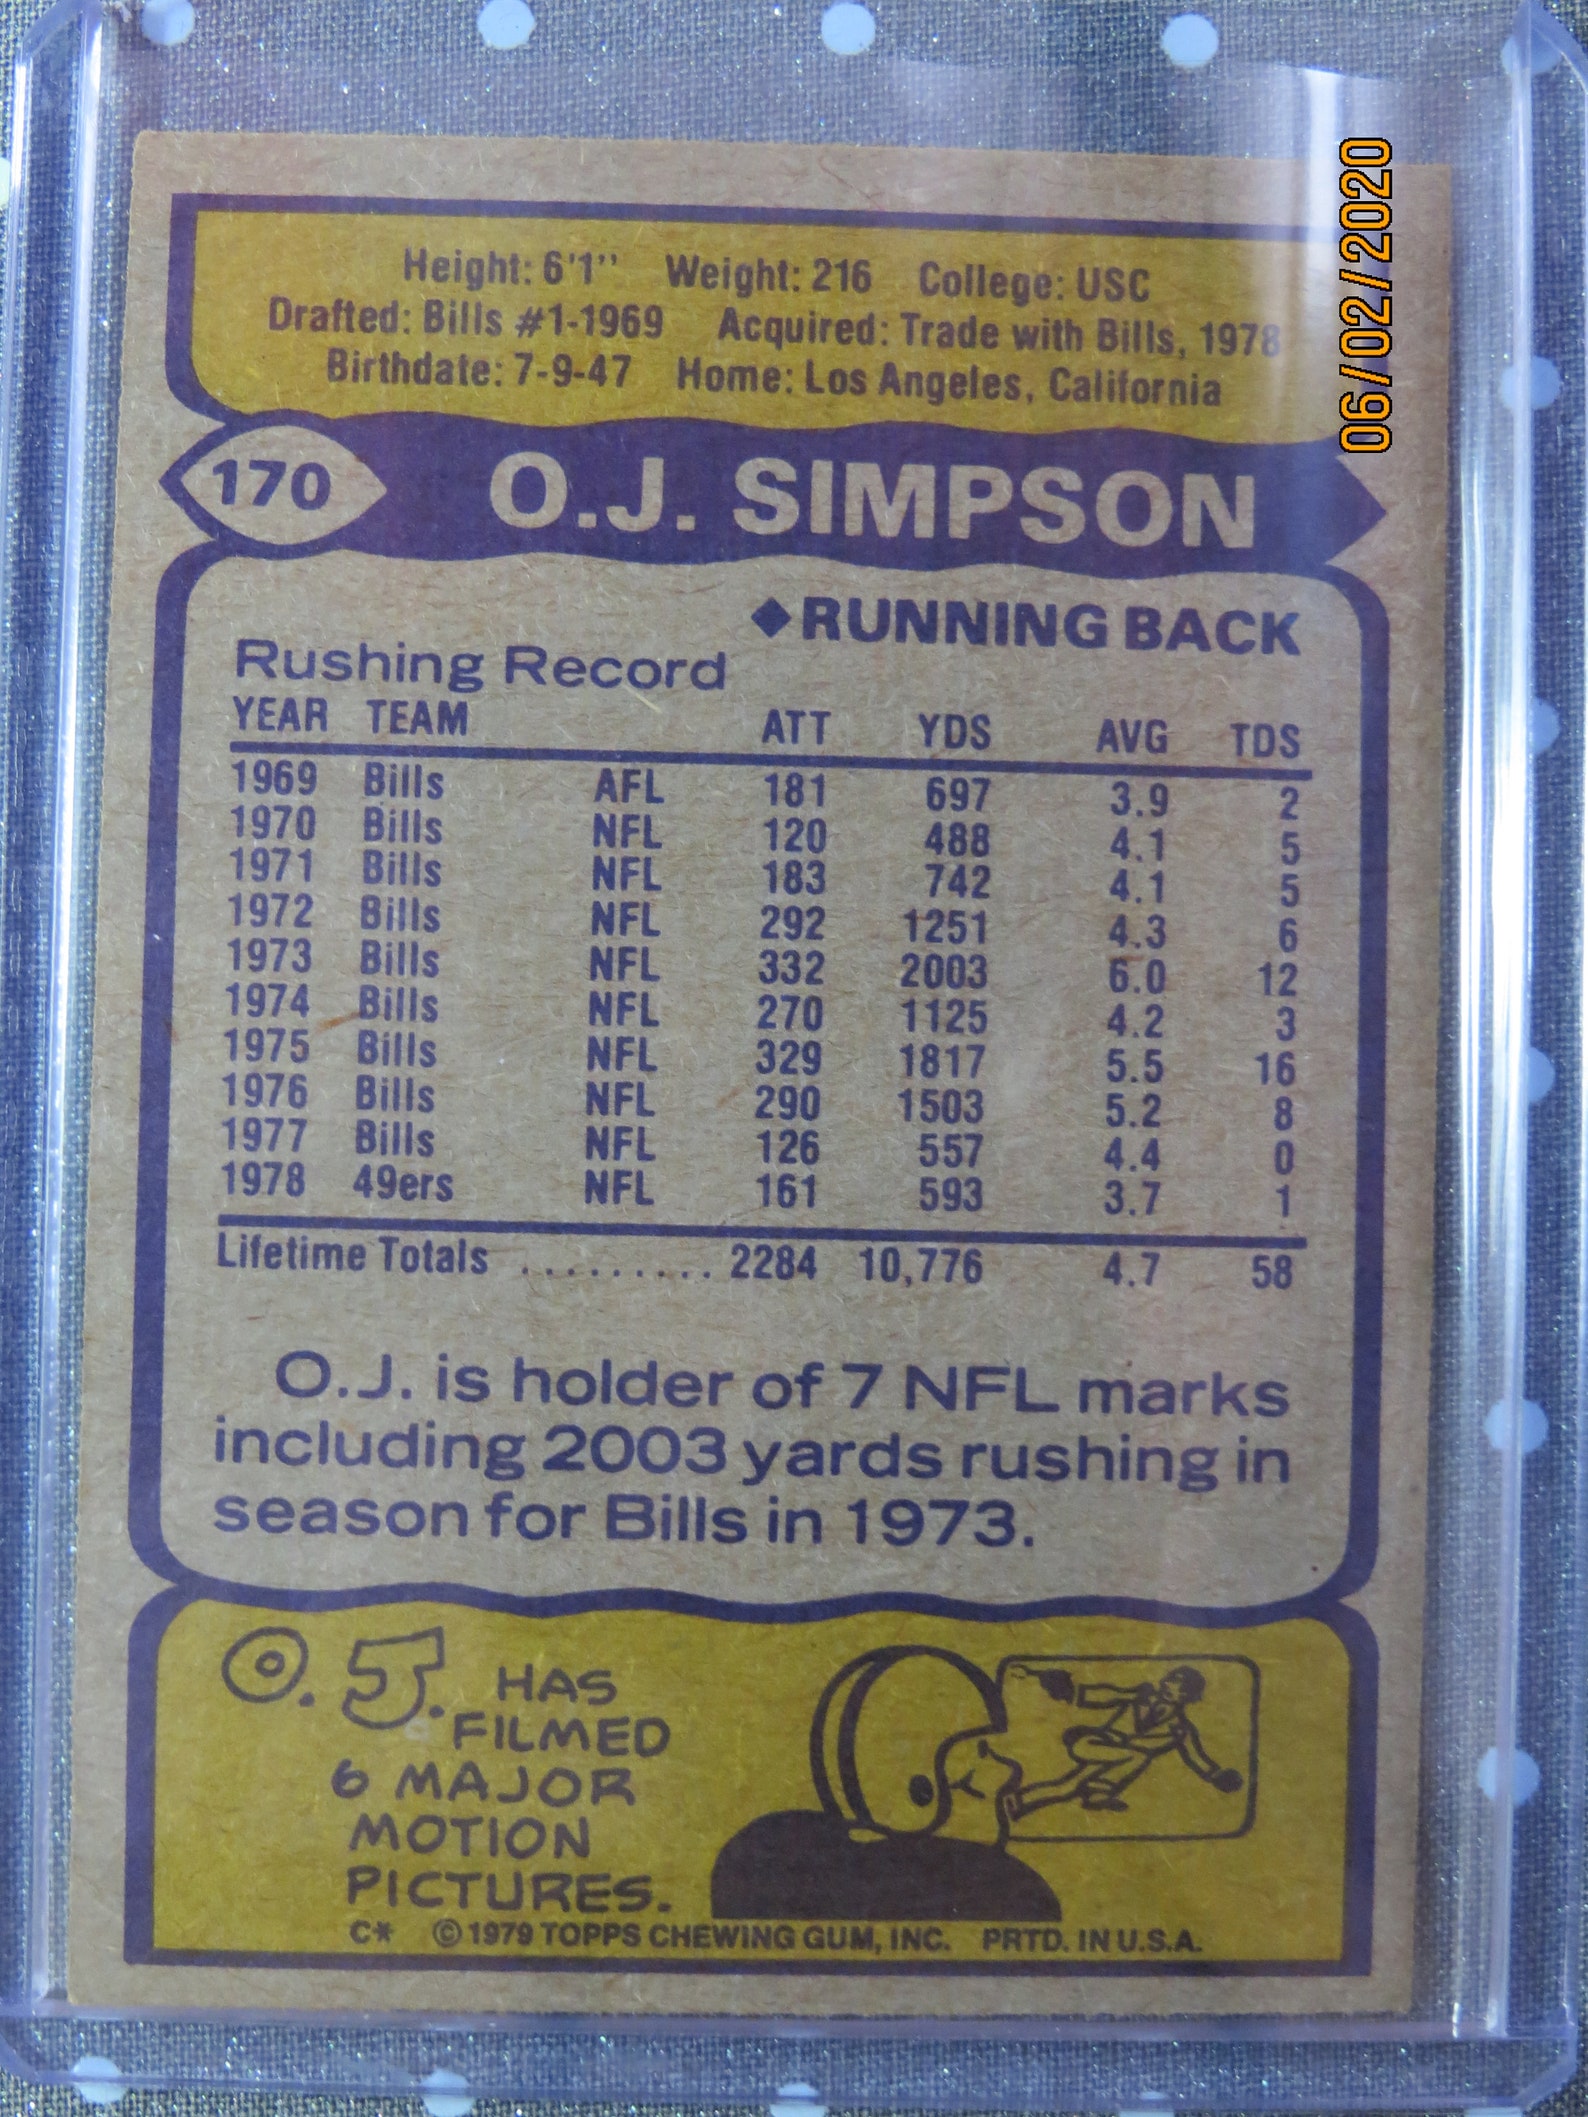 Height: 6'1" Weight: 216 College: USC
Drafted: Bills #1-1969 Acquired: Trade with Bills, 1978
Birthdate: 7-9-47 Home: Los Angeles, California
170 O.J. SIMPSON
◆RUNNING BACK
Rushing Record
YEAR TEAM ATT YDS AVG TDS
1969 Bills AFL 181 697 3.9 2
1970 Bills NFL 120 488 4.1 5
1971 Bills NFL 183 742 4.1 5
1972 Bills NFL 292 1251 4.3 6
1973 Bills NFL 332 2003 6.0 12
1974 Bills NFL 270 1125 4.2 3
1975 Bills NFL 329 1817 5.5 16
1976 Bills NFL 290 1503 5.2 8
1977 Bills NFL 126 557 4.4 0
1978 49ers NFL 161 593 3.7 1
Lifetime Totals ......... 2284 10,776 4.7 58
O.J. is holder of 7 NFL marks
including 2003 yards rushing in
season for Bills in 1973.
O. J. HAS
FILMED
6 MAJOR
MOTION
PICTURES.
C* © 1979 TOPPS CHEWING GUM, INC. PRTD. IN U.S.A.
06/02/2020